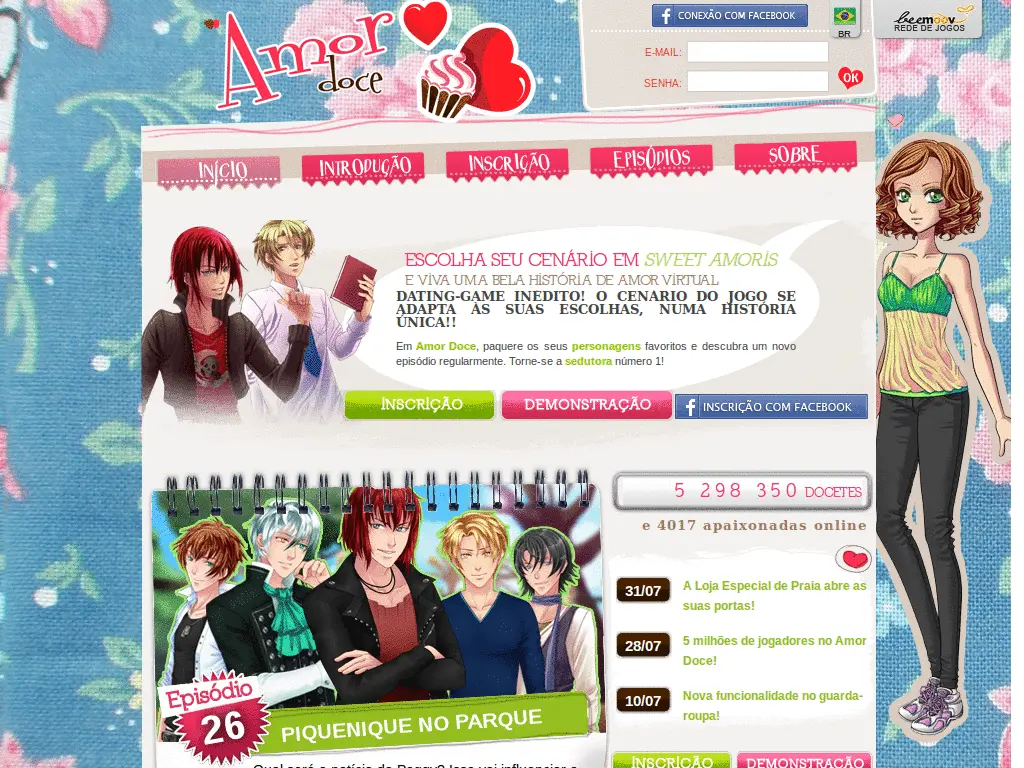 Amor doce
CONEXÃO COM FACEBOOK
BR
beemoov
REDE DE JOGOS
E-MAIL:
SENHA:
OK
INÍCIO
INTRODUÇÃO
INSCRIÇÃO
EPISÓDIOS
SOBRE
ESCOLHA SEU CENÁRIO EM SWEET AMORIS
E VIVA UMA BELA HISTÓRIA DE AMOR VIRTUAL
DATING-GAME INEDITO! O CENARIO DO JOGO SE
ADAPTA ÀS SUAS ESCOLHAS, NUMA HISTÓRIA
ÚNICA!!
Em Amor Doce, paquere os seus personagens favoritos e descubra um novo
episódio regularmente. Torne-se a sedutora número 1!
INSCRIÇÃO
DEMONSTRAÇÃO
INSCRIÇÃO COM FACEBOOK
5 298 350 DOCETES
e 4017 apaixonadas online
31/07
A Loja Especial de Praia abre as
suas portas!
28/07
5 milhões de jogadores no Amor
Doce!
10/07
Nova funcionalidade no guarda-
roupa!
Episódio
26
PIQUENIQUE NO PARQUE
INSCRIÇÃO
DEMONSTRAÇÃO